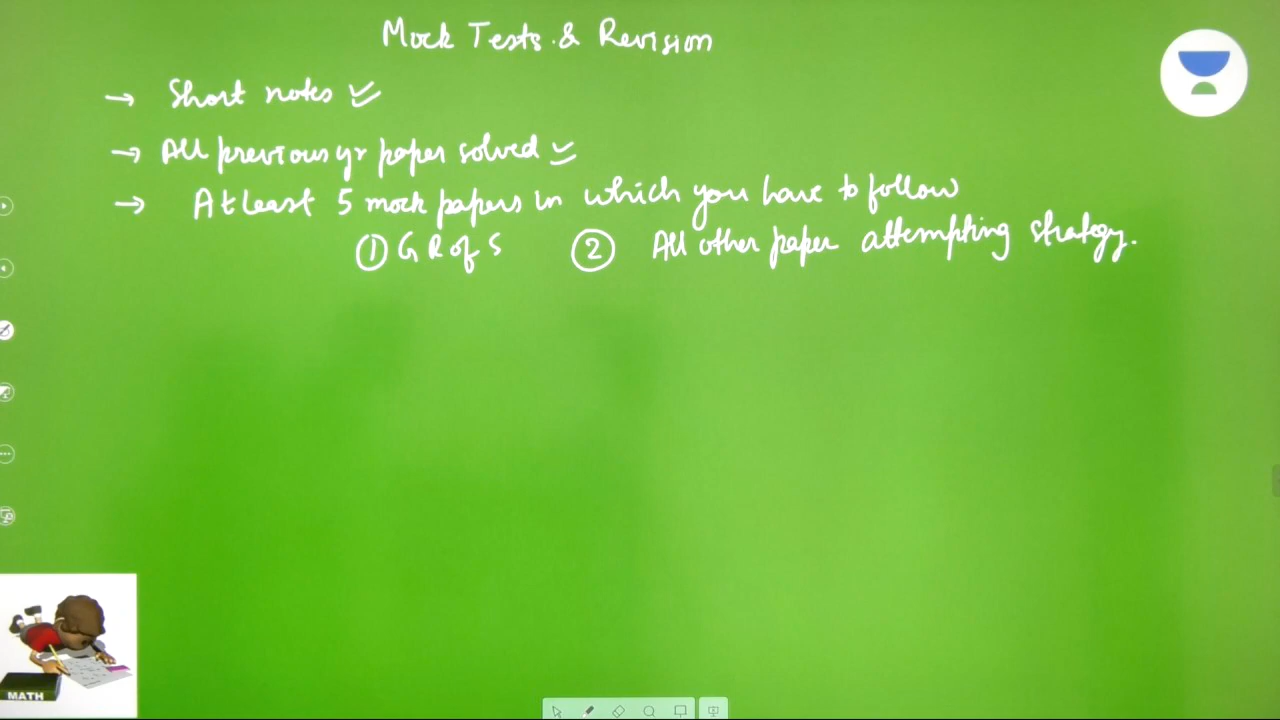 Mock Tests & Revision
→ Short notes
→ All previous yr paper solved
→ At least 5 mock papers in which you have to follow
① G R of S ② All other paper attempting strategy.
MATH